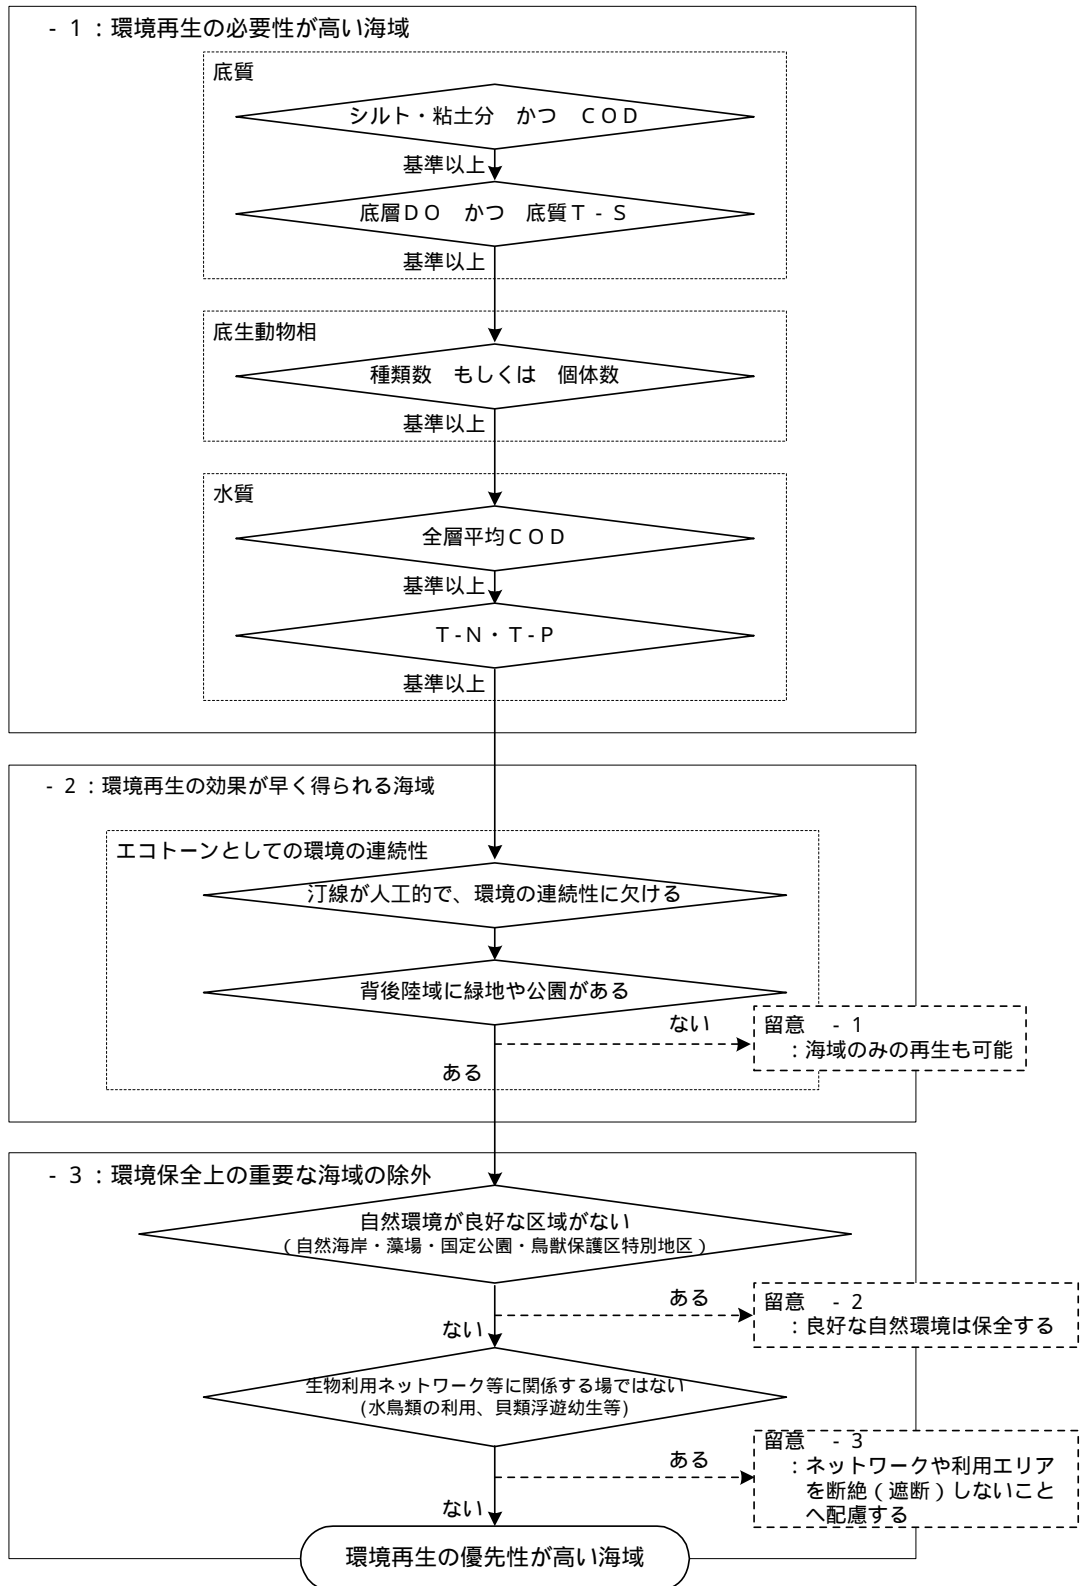 - 1：環境再生の必要性が高い海域
底質
シルト・粘土分　かつ　ＣＯＤ
基準以上
底層ＤＯ　かつ　底質Ｔ-Ｓ
基準以上
底生動物相
種類数　もしくは　個体数
基準以上
水質
全層平均ＣＯＤ
基準以上
Ｔ-Ｎ・Ｔ-Ｐ
基準以上
- 2：環境再生の効果が早く得られる海域
エコトーンとしての環境の連続性
汀線が人工的で、環境の連続性に欠ける
背後陸域に緑地や公園がある
ない
留意　- 1
：海域のみの再生も可能
ある
- 3：環境保全上の重要な海域の除外
自然環境が良好な区域がない
（自然海岸・藻場・国定公園・鳥獣保護区特別地区）
ある
留意　- 2
：良好な自然環境は保全する
ない
生物利用ネットワーク等に関係する場ではない
(水鳥類の利用、貝類浮遊幼生等)
ある
留意　- 3
：ネットワークや利用エリア
を断絶（遮断）しないこと
へ配慮する
ない
環境再生の優先性が高い海域